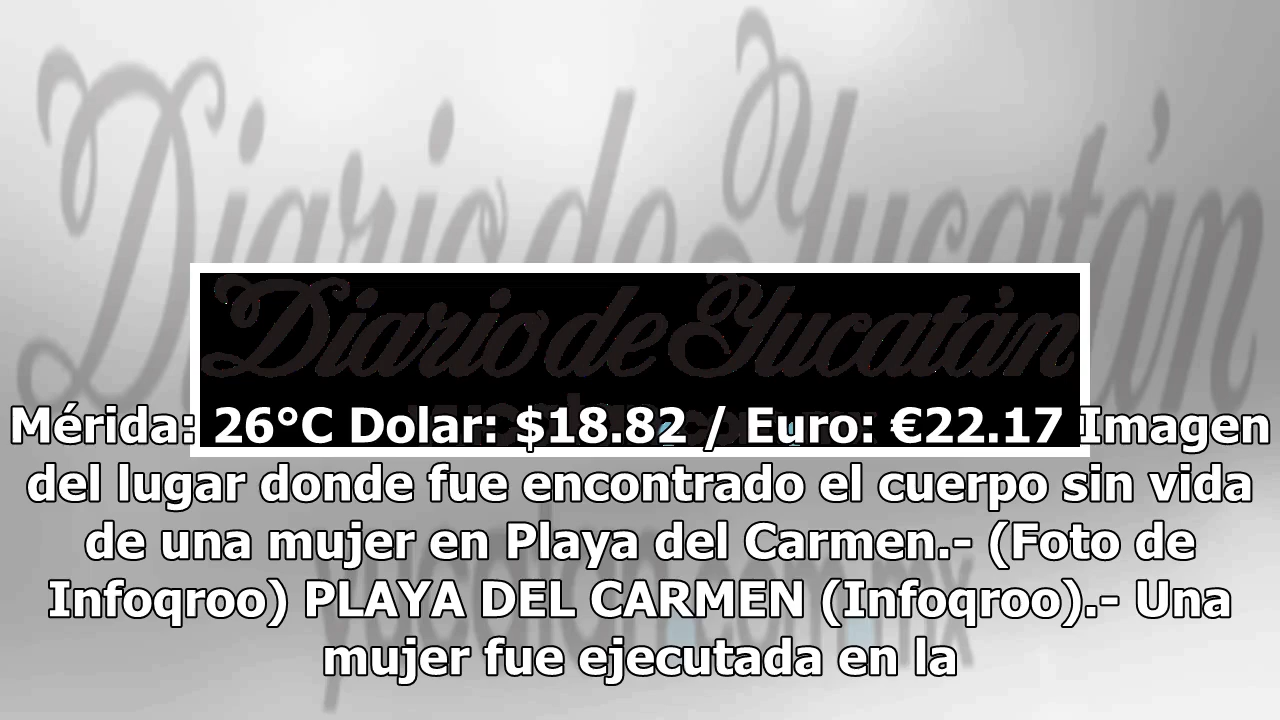 Diario de Yucatán
Diario de Yucatán
Mérida: 26°C Dolar: $18.82 / Euro: €22.17 Imagen
del lugar donde fue encontrado el cuerpo sin vida
de una mujer en Playa del Carmen.- (Foto de
Infoqroo) PLAYA DEL CARMEN (Infoqroo).- Una
mujer fue ejecutada en la